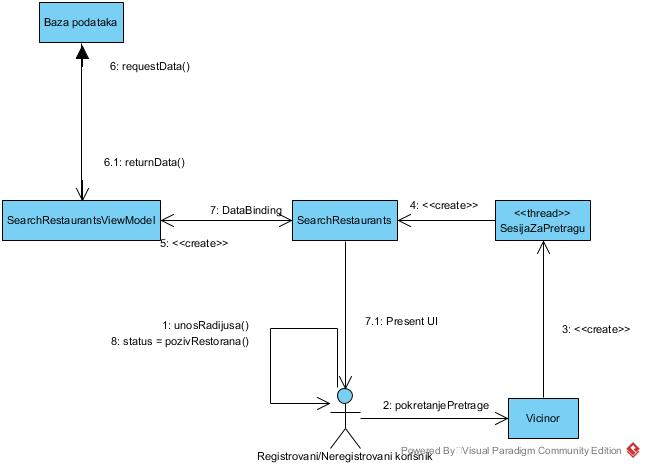 Baza podataka
6: requestData()
6.1: returnData()
SearchRestaurantsViewModel
7: DataBinding
5: <<create>>
SearchRestaurants
4: <<create>>
<<thread>>
SesijaZaPretragu
1: unosRadijusa()
8: status = pozivRestorana()
7.1: Present UI
3: <<create>>
2: pokretanjePretrage
Vicinor
Registrovani/Neregistrovani korisnik
Powered By Visual Paradigm Community Edition